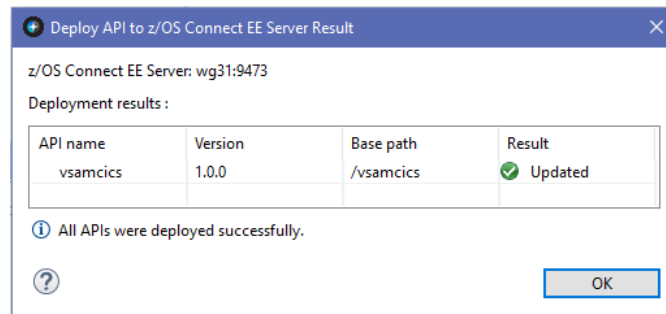 Deploy API to z/OS Connect EE Server Result
z/OS Connect EE Server: wg31:9473
Deployment results :
API name Version Base path Result
vsamcics 1.0.0 /vsamcics Updated
All APIs were deployed successfully.
OK